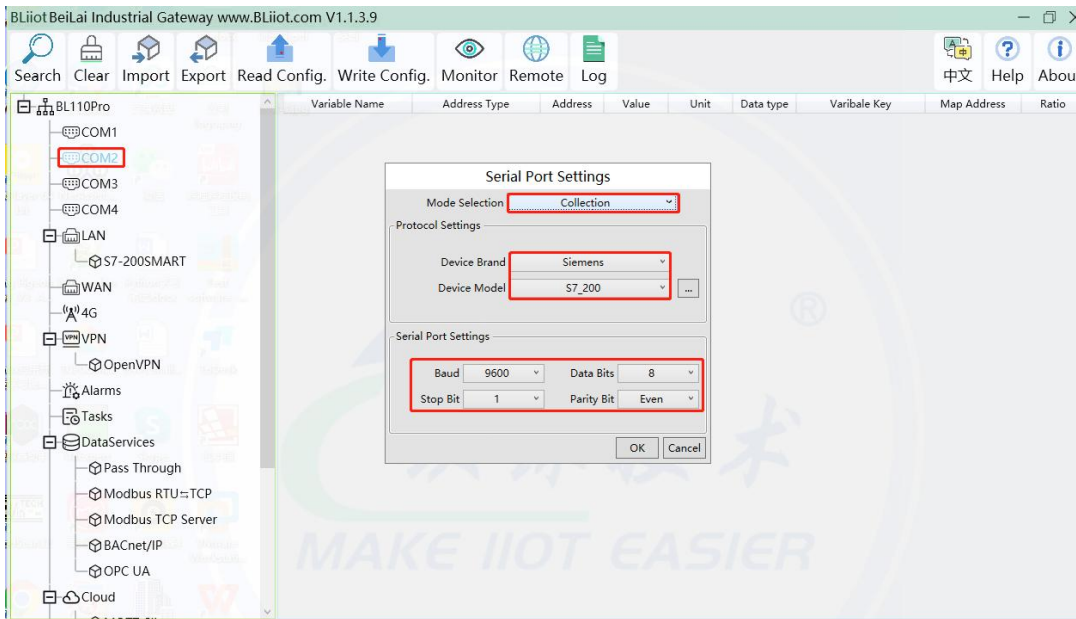 BLiiot BeiLai Industrial Gateway www.BLiiot.com V1.1.3.9
Search Clear Import Export Read Config. Write Config. Monitor Remote Log 中文 Help Abou
Variable Name Address Type Address Value Unit Data type Varibale Key Map Address Ratio
BL110Pro
COM1
COM2
COM3
COM4
LAN
S7-200SMART
WAN
4G
VPN VPN
OpenVPN
Alarms
Tasks
DataServices
Pass Through
Modbus RTU⇆TCP
Modbus TCP Server
BACnet/IP
OPC UA
Cloud
Serial Port Settings
Mode Selection Collection
Protocol Settings
Device Brand Siemens
Device Model S7_200 ...
Serial Port Settings
Baud 9600 Data Bits 8
Stop Bit 1 Parity Bit Even
OK Cancel
®
MAKE IIOT EASIER